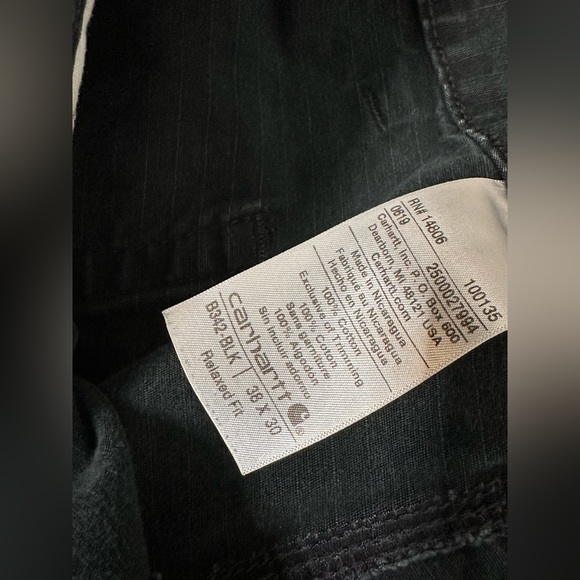 carhartt
B342-BLK | 38 X 30
Relaxed Fit
100% Cotton
Exclusive of Trimming
100% Coton
Sans garniture
100% Algodón
Sin incluir adorno
Made in Nicaragua
Fabriqué au Nicaragua
Hecho en Nicaragua
Carhartt, Inc. P.O. Box 600
Dearborn, MI 48121 USA
Carhartt.com
RN# 14806
0619
100135
25000217984